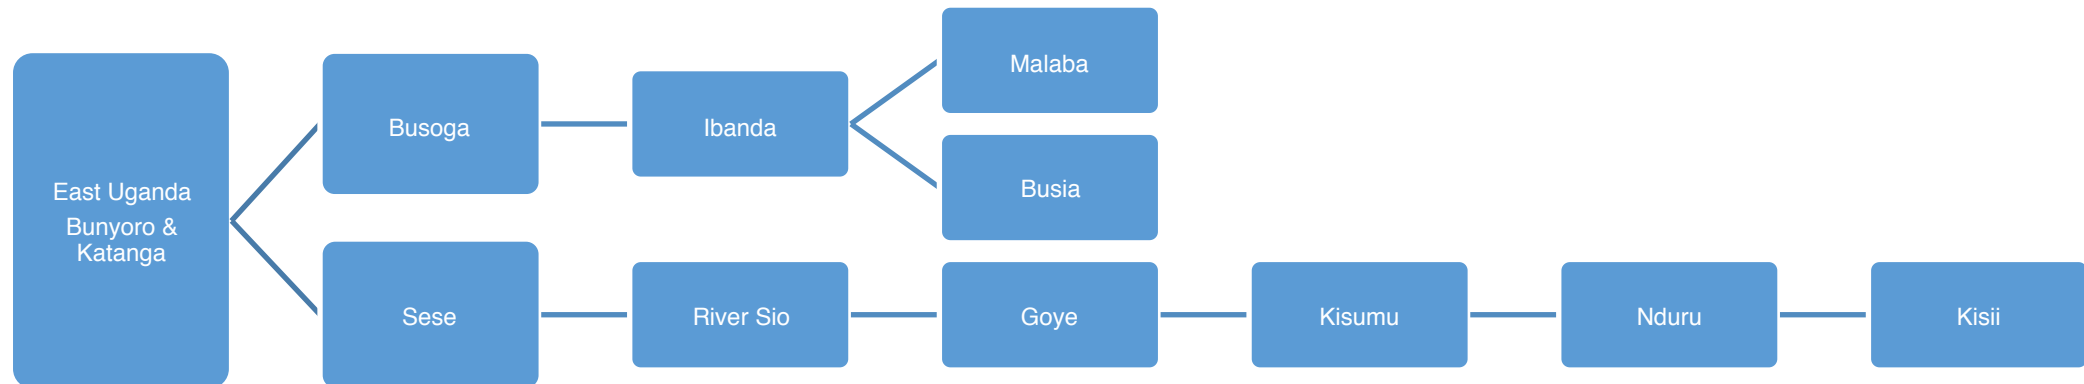 East Uganda
Bunyoro &
Katanga
Busoga
Ibanda
Malaba
Busia
Sese
River Sio
Goye
Kisumu
Nduru
Kisii